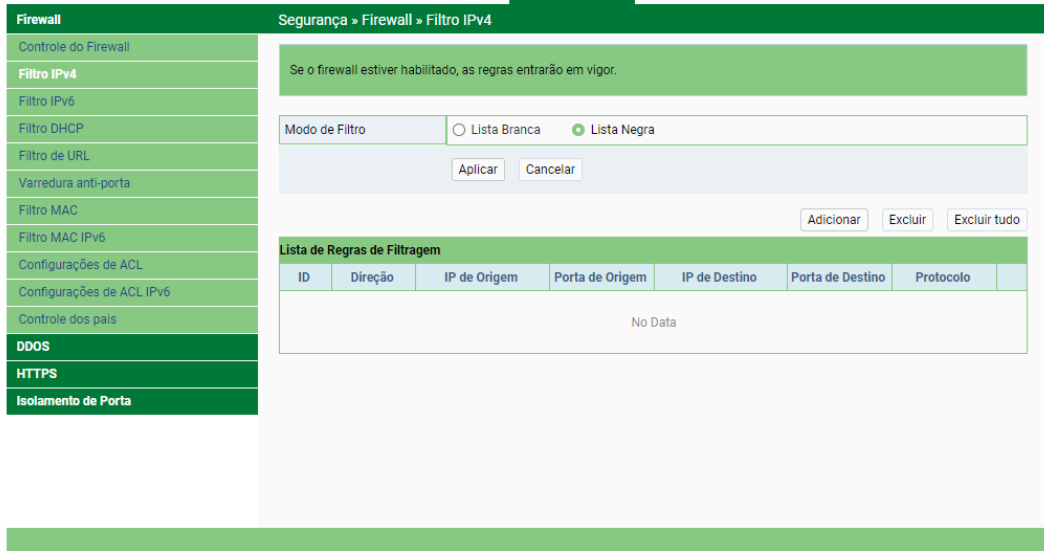 Firewall
Controle do Firewall
Filtro IPv4
Filtro IPv6
Filtro DHCP
Filtro de URL
Varredura anti-porta
Filtro MAC
Filtro MAC IPv6
Configurações de ACL
Configurações de ACL IPv6
Controle dos pais
DDOS
HTTPS
Isolamento de Porta
Segurança » Firewall » Filtro IPv4
Se o firewall estiver habilitado, as regras entrarão em vigor.
Modo de Filtro Lista Branca Lista Negra
Aplicar Cancelar
Adicionar Excluir Excluir tudo
Lista de Regras de Filtragem
ID Direção IP de Origem Porta de Origem IP de Destino Porta de Destino Protocolo
No Data